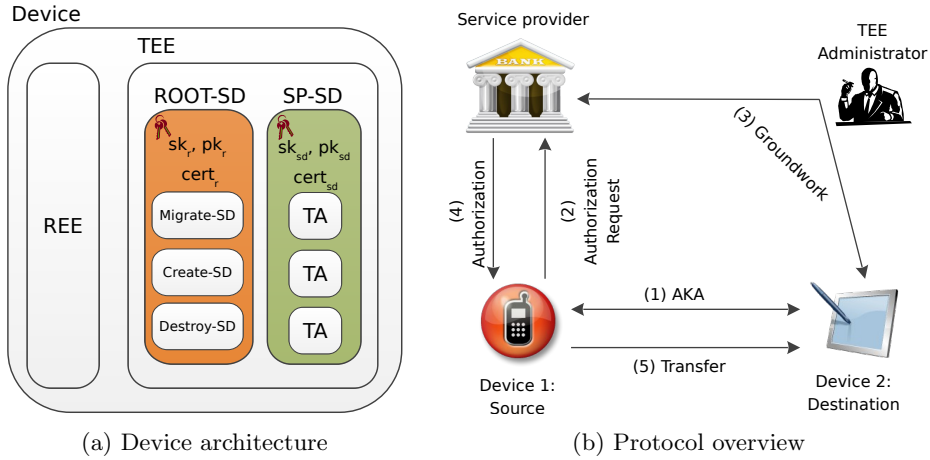 Device
TEE
REE
ROOT-SD
sk_r, pk_r
cert_r
Migrate-SD
Create-SD
Destroy-SD
SP-SD
sk_sd, pk_sd
cert_sd
TA
TA
TA
(a) Device architecture
Service provider
BANK
TEE
Administrator
(3) Groundwork
(4)
Authorization
(2)
Authorization
Request
(1) AKA
(5) Transfer
Device 1:
Source
Device 2:
Destination
(b) Protocol overview